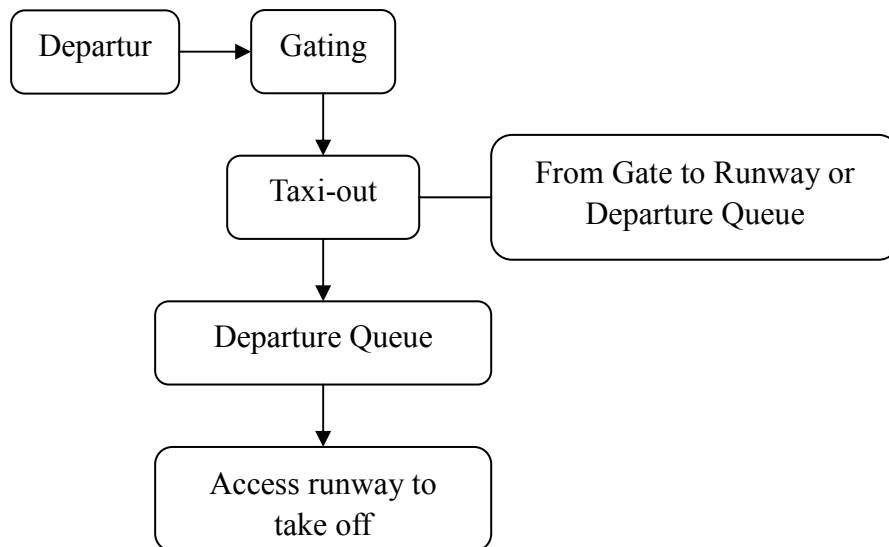 Departur
Gating
Taxi-out
From Gate to Runway or
Departure Queue
Departure Queue
Access runway to
take off